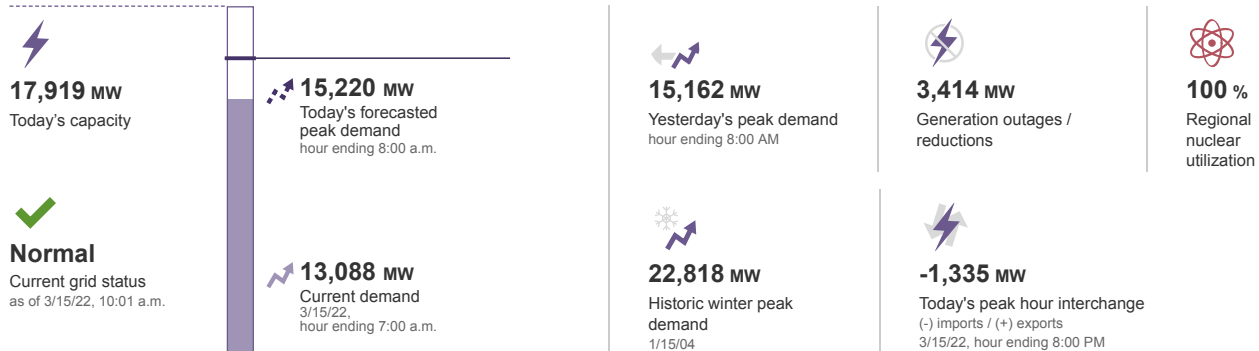 17,919 MW
Today's capacity
Normal
Current grid status
as of 3/15/22, 10:01 a.m.
15,220 MW
Today's forecasted
peak demand
hour ending 8:00 a.m.
13,088 MW
Current demand
3/15/22,
hour ending 7:00 a.m.
15,162 MW
Yesterday's peak demand
hour ending 8:00 AM
3,414 MW
Generation outages /
reductions
100 %
Regional
nuclear
utilization
22,818 MW
Historic winter peak
demand
1/15/04
-1,335 MW
Today's peak hour interchange
(-) imports / (+) exports
3/15/22, hour ending 8:00 PM